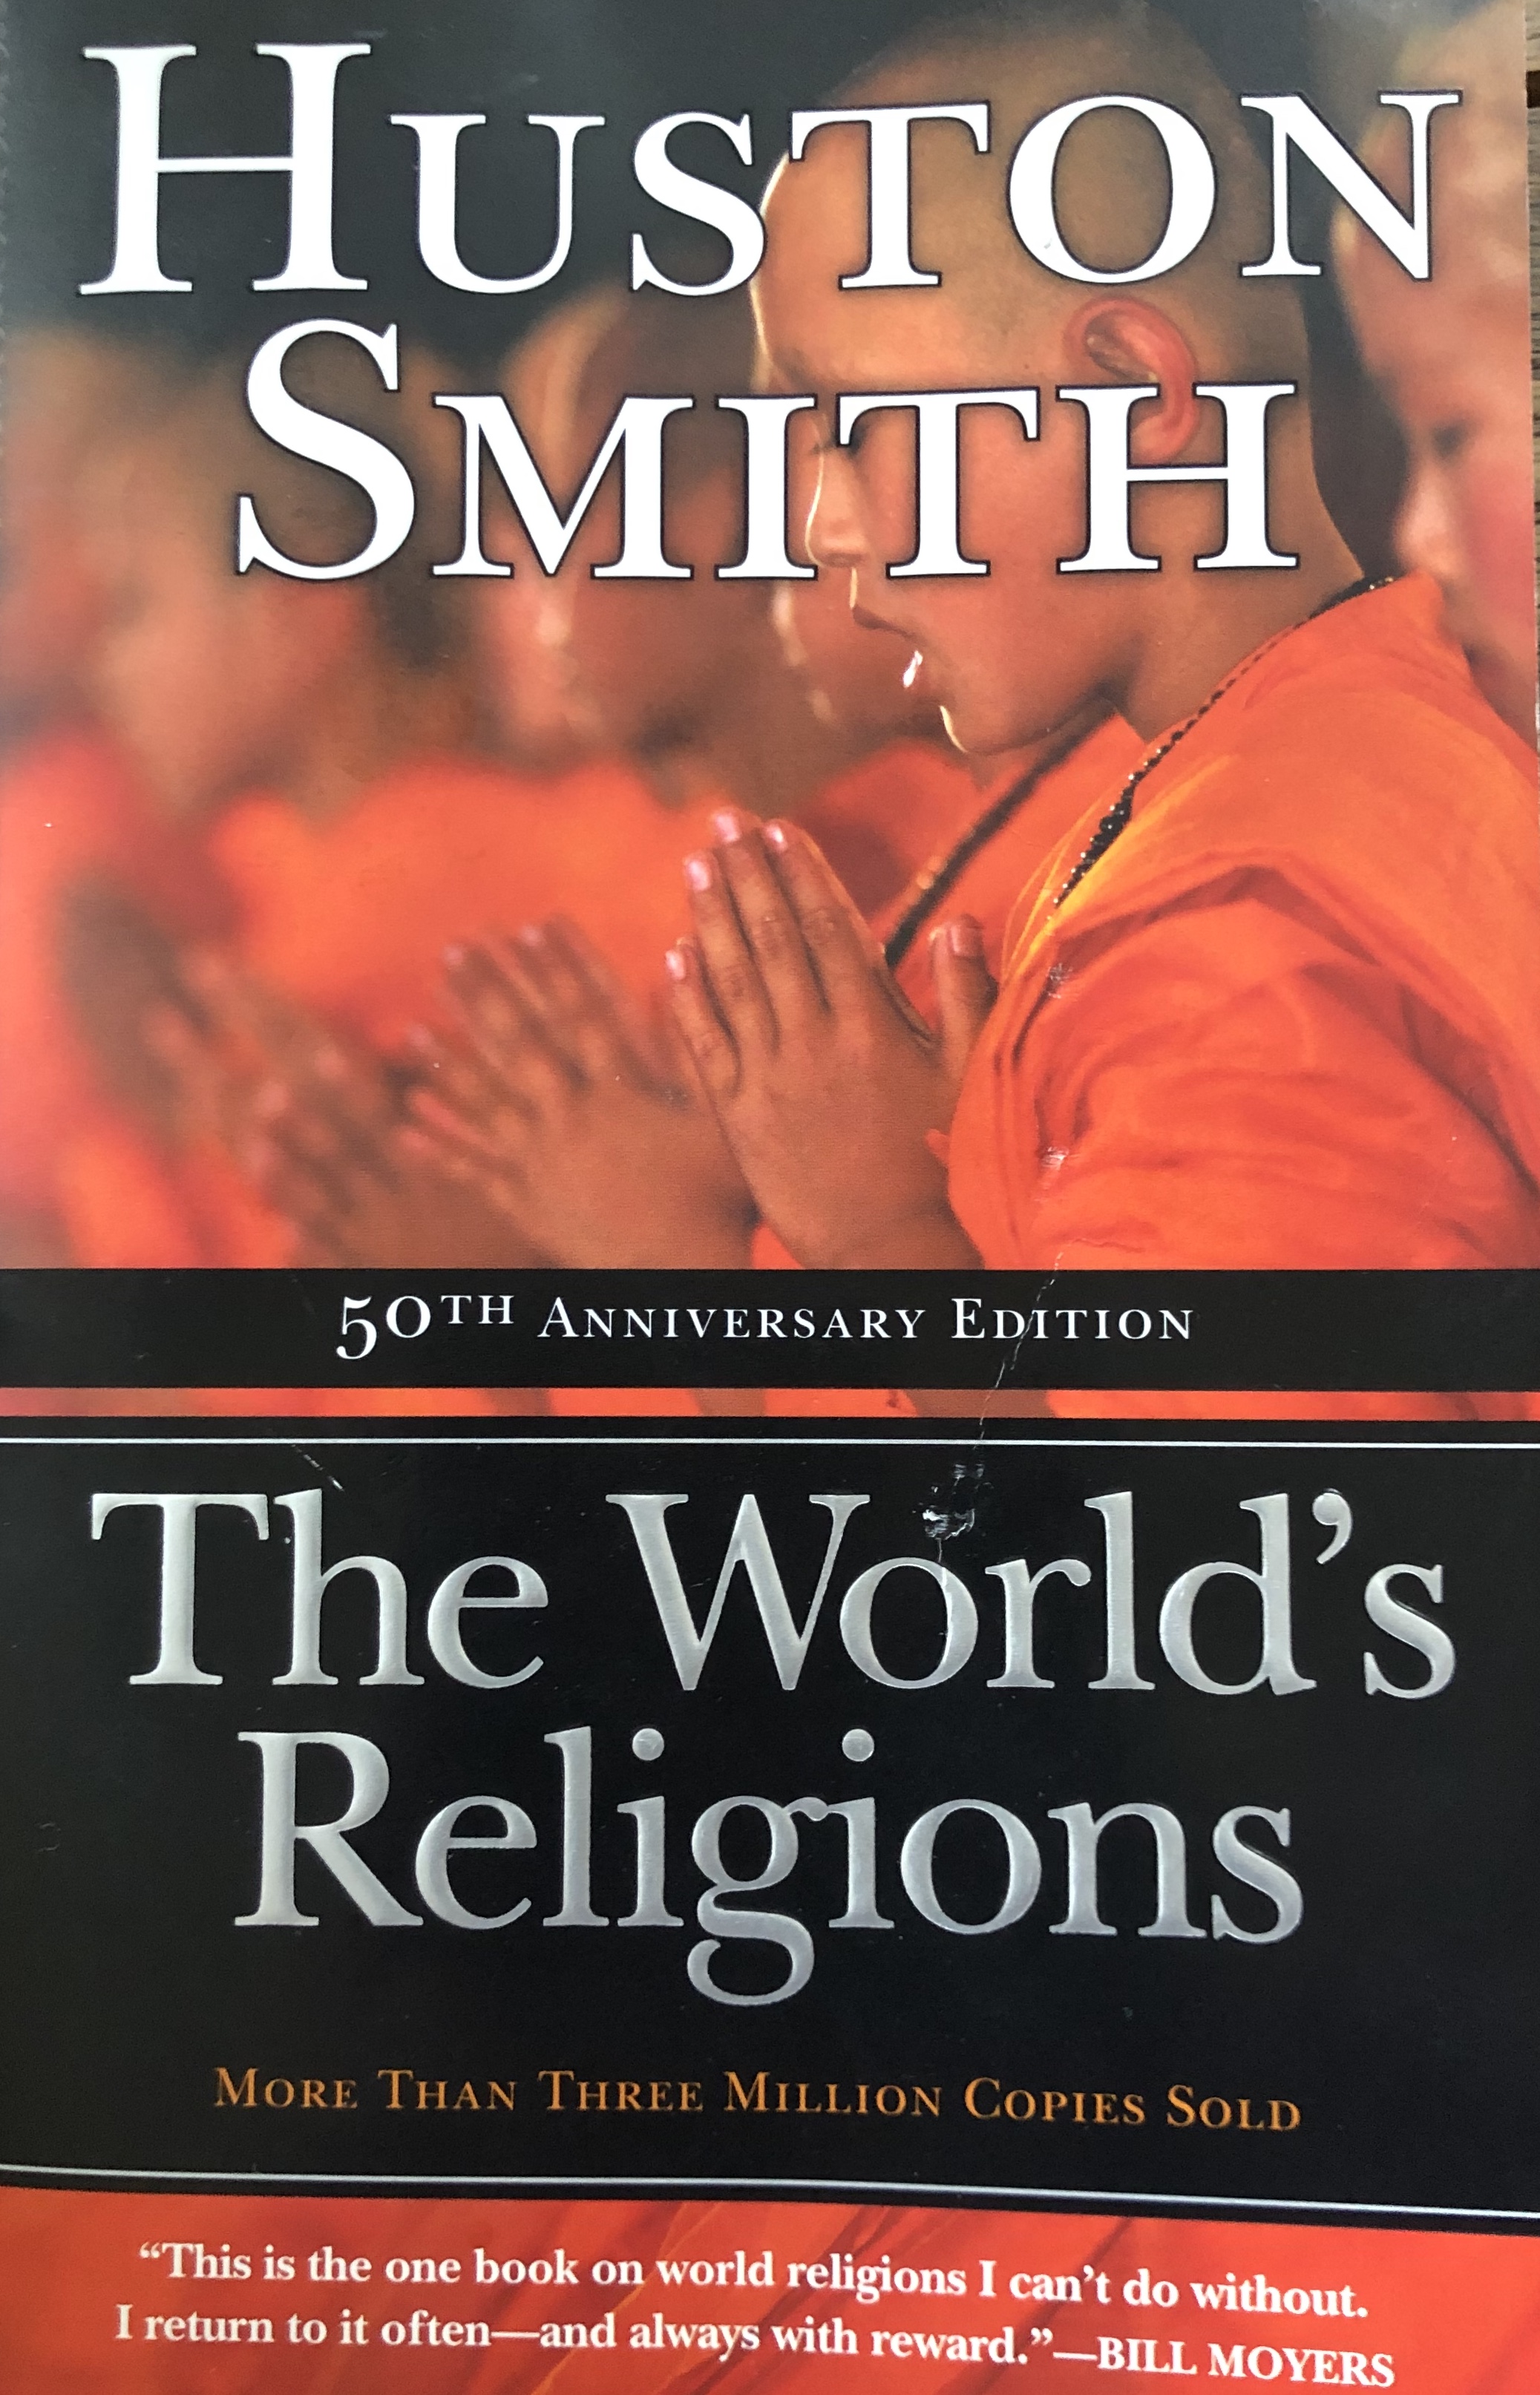 HUSTON
SMITH
50TH ANNIVERSARY EDITION
The World's
Religions
MORE THAN THREE MILLION COPIES SOLD
“This is the one book on world religions I can’t do without.
I return to it often—and always with reward.”—BILL MOYERS